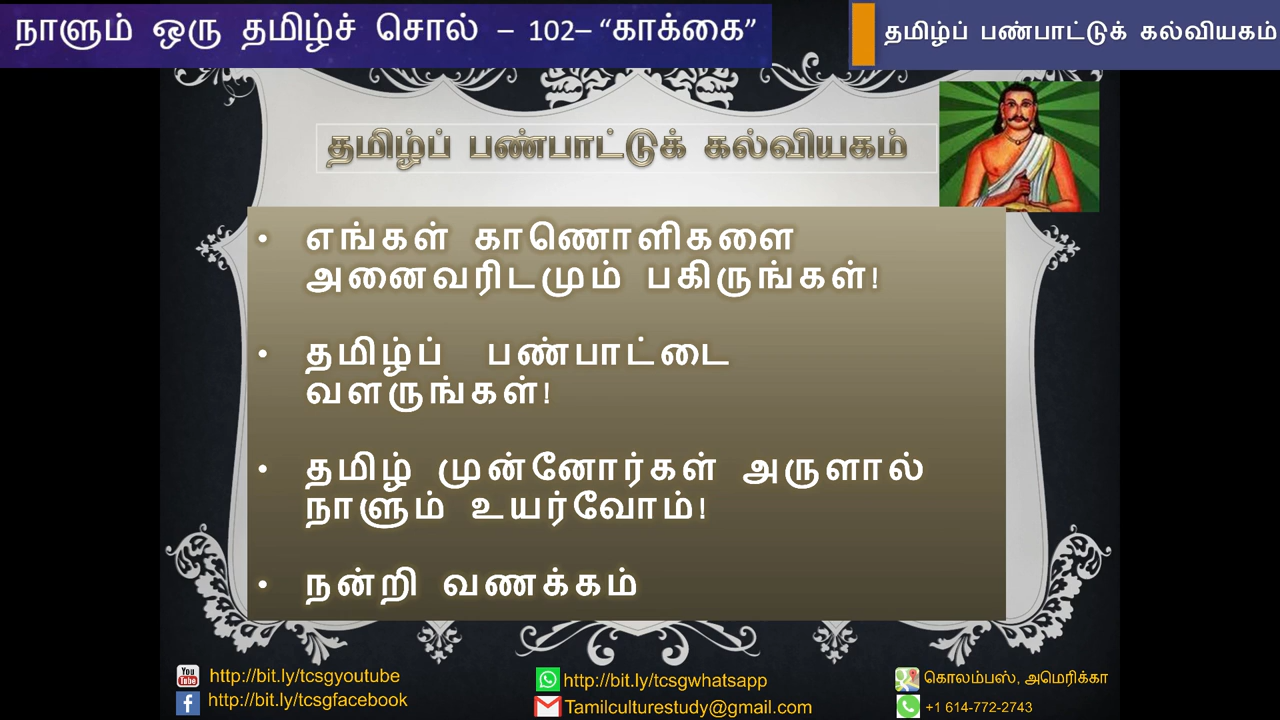 நாளும் ஒரு தமிழ்ச் சொல் – 102– “காக்கை”
தமிழ்ப் பண்பாட்டுக் கல்வியகம்
தமிழ்ப் பண்பாட்டுக் கல்வியகம்
• எங்கள் காணொளிகளை
அனைவரிடமும் பகிருங்கள்!
• தமிழ்ப் பண்பாட்டை
வளருங்கள்!
• தமிழ் முன்னோர்கள் அருளால்
நாளும் உயர்வோம்!
• நன்றி வணக்கம்
You Tube http://bit.ly/tcsgyoutube
http://bit.ly/tcsgfacebook
http://bit.ly/tcsgwhatsapp
Tamilculturestudy@gmail.com
கொலம்பஸ், அமெரிக்கா
+1 614-772-2743